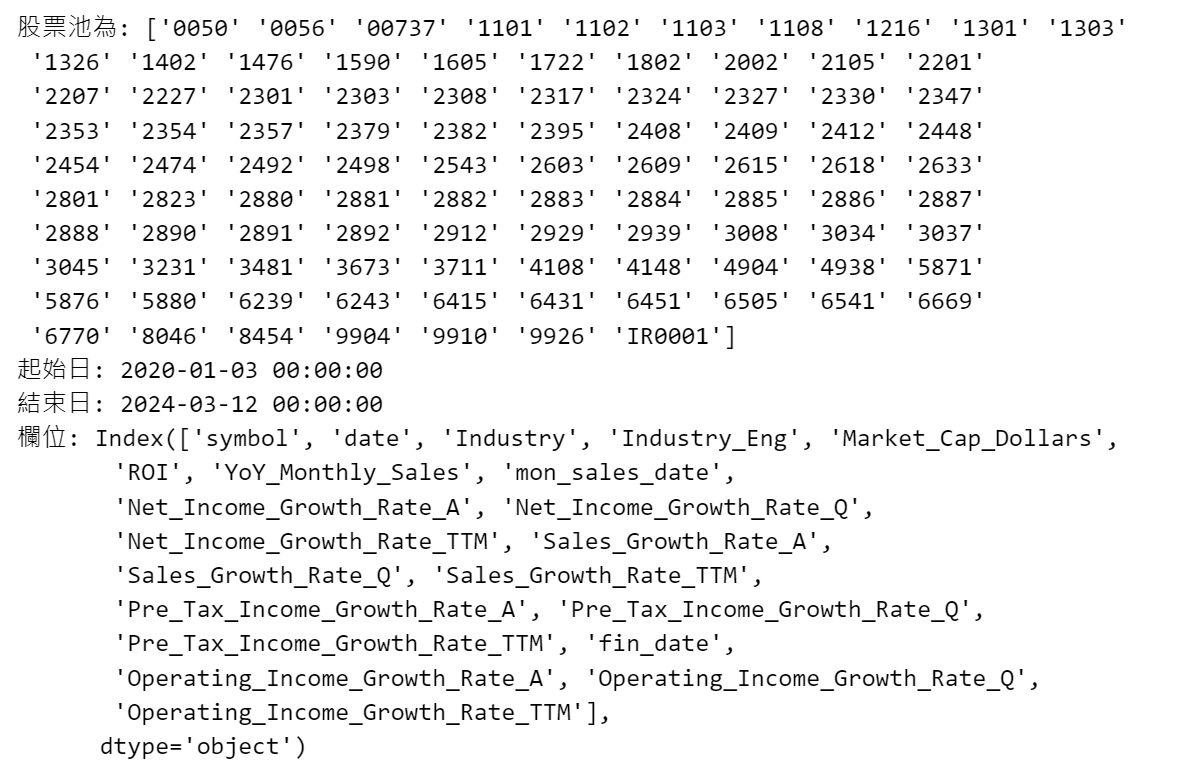 股票池為: ['0050' '0056' '00737' '1101' '1102' '1103' '1108' '1216' '1301' '1303'
'1326' '1402' '1476' '1590' '1605' '1722' '1802' '2002' '2105' '2201'
'2207' '2227' '2301' '2303' '2308' '2317' '2324' '2327' '2330' '2347'
'2353' '2354' '2357' '2379' '2382' '2395' '2408' '2409' '2412' '2448'
'2454' '2474' '2492' '2498' '2543' '2603' '2609' '2615' '2618' '2633'
'2801' '2823' '2880' '2881' '2882' '2883' '2884' '2885' '2886' '2887'
'2888' '2890' '2891' '2892' '2912' '2929' '2939' '3008' '3034' '3037'
'3045' '3231' '3481' '3673' '3711' '4108' '4148' '4904' '4938' '5871'
'5876' '5880' '6239' '6243' '6415' '6431' '6451' '6505' '6541' '6669'
'6770' '8046' '8454' '9904' '9910' '9926' 'IR0001']
起始日: 2020-01-03 00:00:00
結束日: 2024-03-12 00:00:00
欄位: Index(['symbol', 'date', 'Industry', 'Industry_Eng', 'Market_Cap_Dollars',
'ROI', 'YoY_Monthly_Sales', 'mon_sales_date',
'Net_Income_Growth_Rate_A', 'Net_Income_Growth_Rate_Q',
'Net_Income_Growth_Rate_TTM', 'Sales_Growth_Rate_A',
'Sales_Growth_Rate_Q', 'Sales_Growth_Rate_TTM',
'Pre_Tax_Income_Growth_Rate_A', 'Pre_Tax_Income_Growth_Rate_Q',
'Pre_Tax_Income_Growth_Rate_TTM', 'fin_date',
'Operating_Income_Growth_Rate_A', 'Operating_Income_Growth_Rate_Q',
'Operating_Income_Growth_Rate_TTM'],
dtype='object')